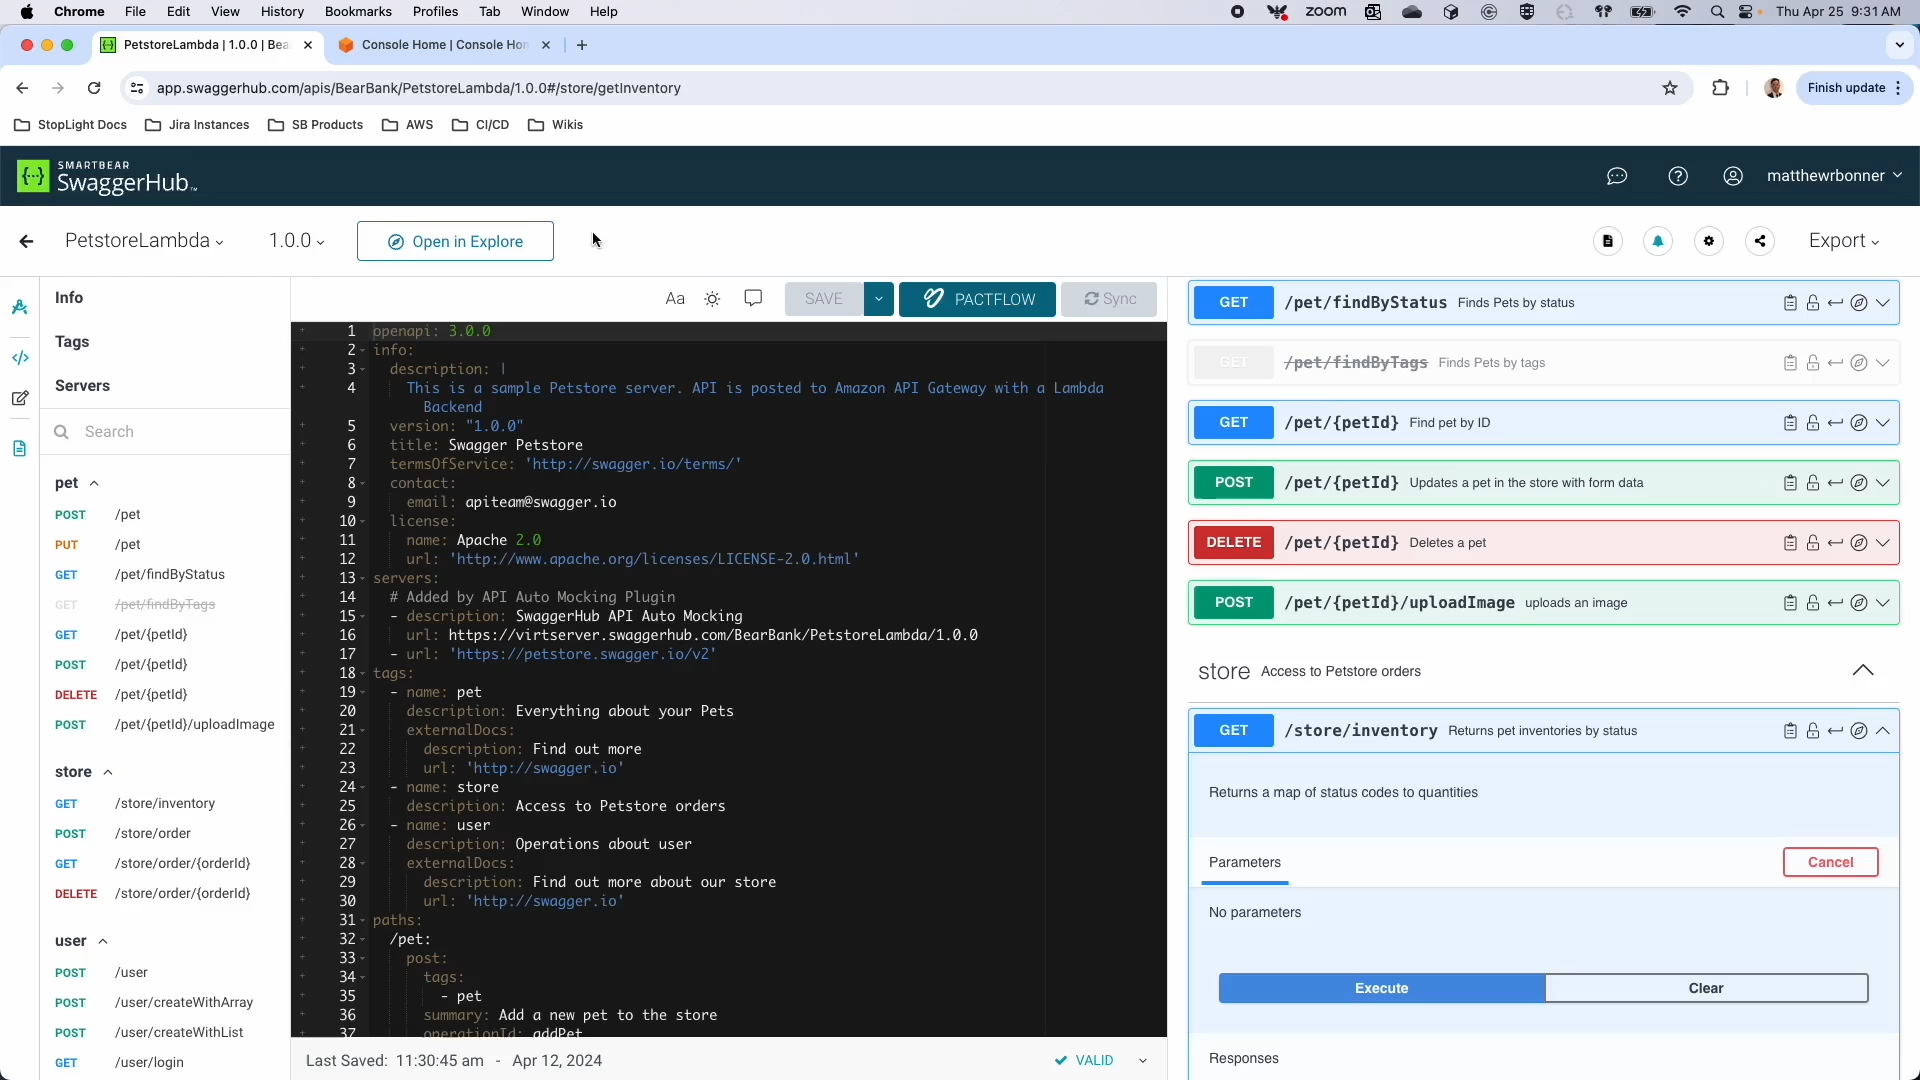 Chrome File Edit View History Bookmarks Profiles Tab Window Help
zoom
Thu Apr 25 9:31 AM
PetstoreLambda | 1.0.0 | Bea
Console Home | Console Hon
app.swaggerhub.com/apis/BearBank/PetstoreLambda/1.0.0#/store/getInventory
Finish update
StopLight Docs Jira Instances SB Products AWS CI/CD Wikis
SMARTBEAR
SwaggerHub™
matthewrbonner
PetstoreLambda 1.0.0 Open in Explore
Export
Info
Tags
Servers
Search
pet
POST /pet
PUT /pet
GET /pet/findByStatus
GET /pet/findByTags
GET /pet/{petId}
POST /pet/{petId}
DELETE /pet/{petId}
POST /pet/{petId}/uploadImage
store
GET /store/inventory
POST /store/order
GET /store/order/{orderId}
DELETE /store/order/{orderId}
user
POST /user
POST /user/createWithArray
POST /user/createWithList
GET /user/login
Aa SAVE PACTFLOW Sync
1 openapi: 3.0.0
2 info:
3 description: |
4 This is a sample Petstore server. API is posted to Amazon API Gateway with a Lambda
Backend
5 version: "1.0.0"
6 title: Swagger Petstore
7 termsOfService: 'http://swagger.io/terms/'
8 contact:
9 email: apiteam@swagger.io
10 license:
11 name: Apache 2.0
12 url: 'http://www.apache.org/licenses/LICENSE-2.0.html'
13 servers:
14 # Added by API Auto Mocking Plugin
15 - description: SwaggerHub API Auto Mocking
16 url: https://virtserver.swaggerhub.com/BearBank/PetstoreLambda/1.0.0
17 - url: 'https://petstore.swagger.io/v2'
18 tags:
19 - name: pet
20 description: Everything about your Pets
21 externalDocs:
22 description: Find out more
23 url: 'http://swagger.io'
24 - name: store
25 description: Access to Petstore orders
26 - name: user
27 description: Operations about user
28 externalDocs:
29 description: Find out more about our store
30 url: 'http://swagger.io'
31 paths:
32 /pet:
33 post:
34 tags:
35 - pet
36 summary: Add a new pet to the store
37 operationId: addPet
Last Saved: 11:30:45 am - Apr 12, 2024
VALID
GET /pet/findByStatus Finds Pets by status
GET /pet/findByTags Finds Pets by tags
GET /pet/{petId} Find pet by ID
POST /pet/{petId} Updates a pet in the store with form data
DELETE /pet/{petId} Deletes a pet
POST /pet/{petId}/uploadImage uploads an image
store Access to Petstore orders
GET /store/inventory Returns pet inventories by status
Returns a map of status codes to quantities
Parameters
Cancel
No parameters
Execute
Clear
Responses